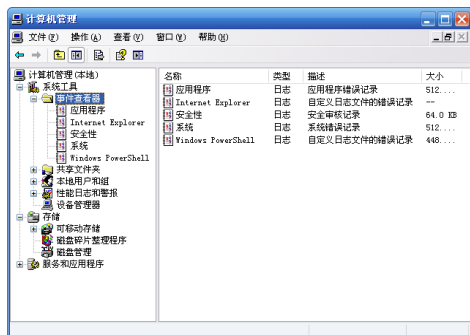 计算机管理
文件(F) 操作(A) 查看(V) 窗口(W) 帮助(H)
计算机管理(本地)
系统工具
事件查看器
应用程序
Internet Explorer
安全性
系统
Windows PowerShell
共享文件夹
本地用户和组
性能日志和警报
设备管理器
存储
可移动存储
磁盘碎片整理程序
磁盘管理
服务和应用程序
名称 类型 描述 大小
应用程序 日志 应用程序错误记录 512....
Internet Explorer 日志 自定义日志文件的错误记录 --
安全性 日志 安全审核记录 64.0 KB
系统 日志 系统错误记录 512....
Windows PowerShell 日志 自定义日志文件的错误记录 448....